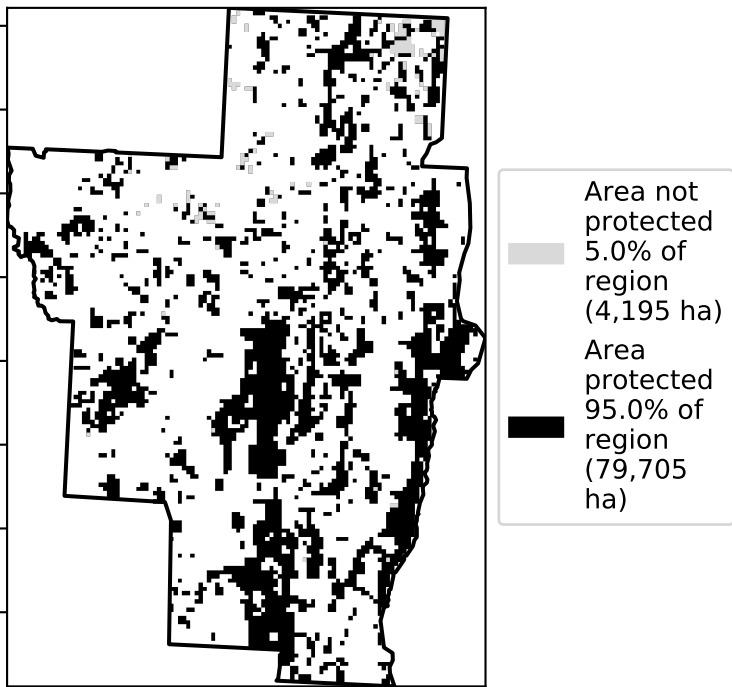 Area not
protected
5.0% of
region
(4,195 ha)
Area
protected
95.0% of
region
(79,705
ha)